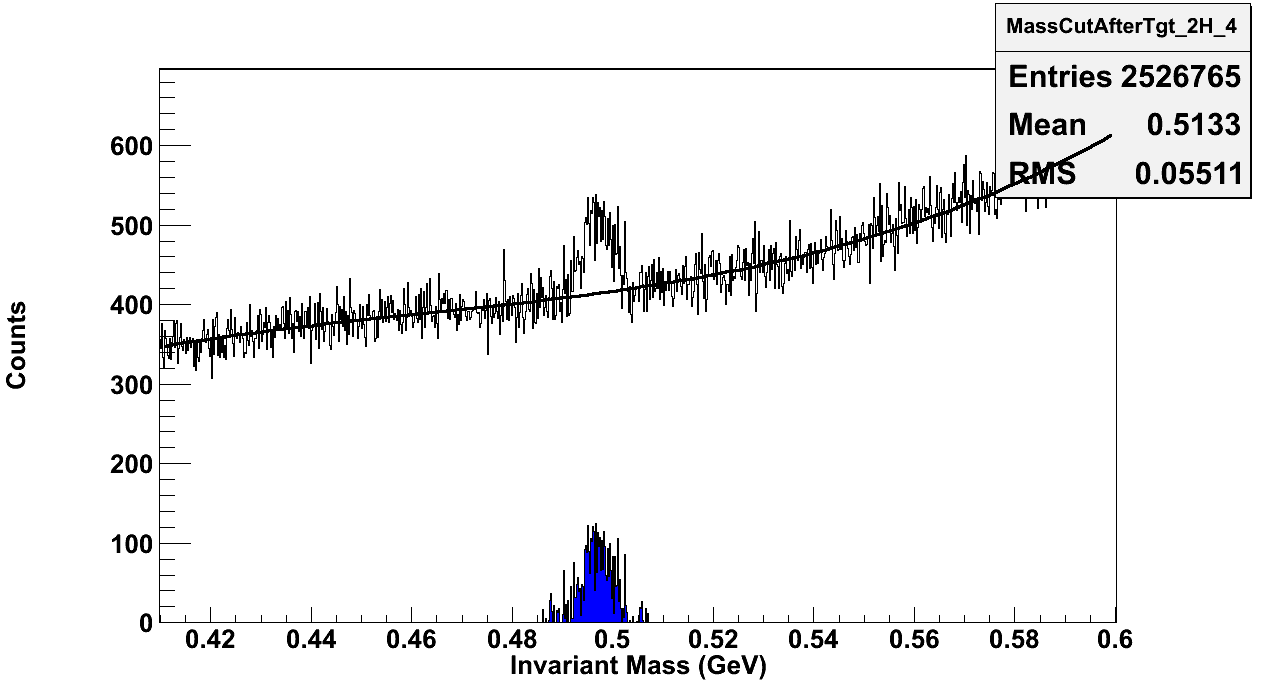 MassCutAfterTgt_2H_4
Entries 2526765
Mean 0.5133
RMS 0.05511
600
500
400
300
200
100
0
Counts
0.42 0.44 0.46 0.48 0.5 0.52 0.54 0.56 0.58 0.6
Invariant Mass (GeV)